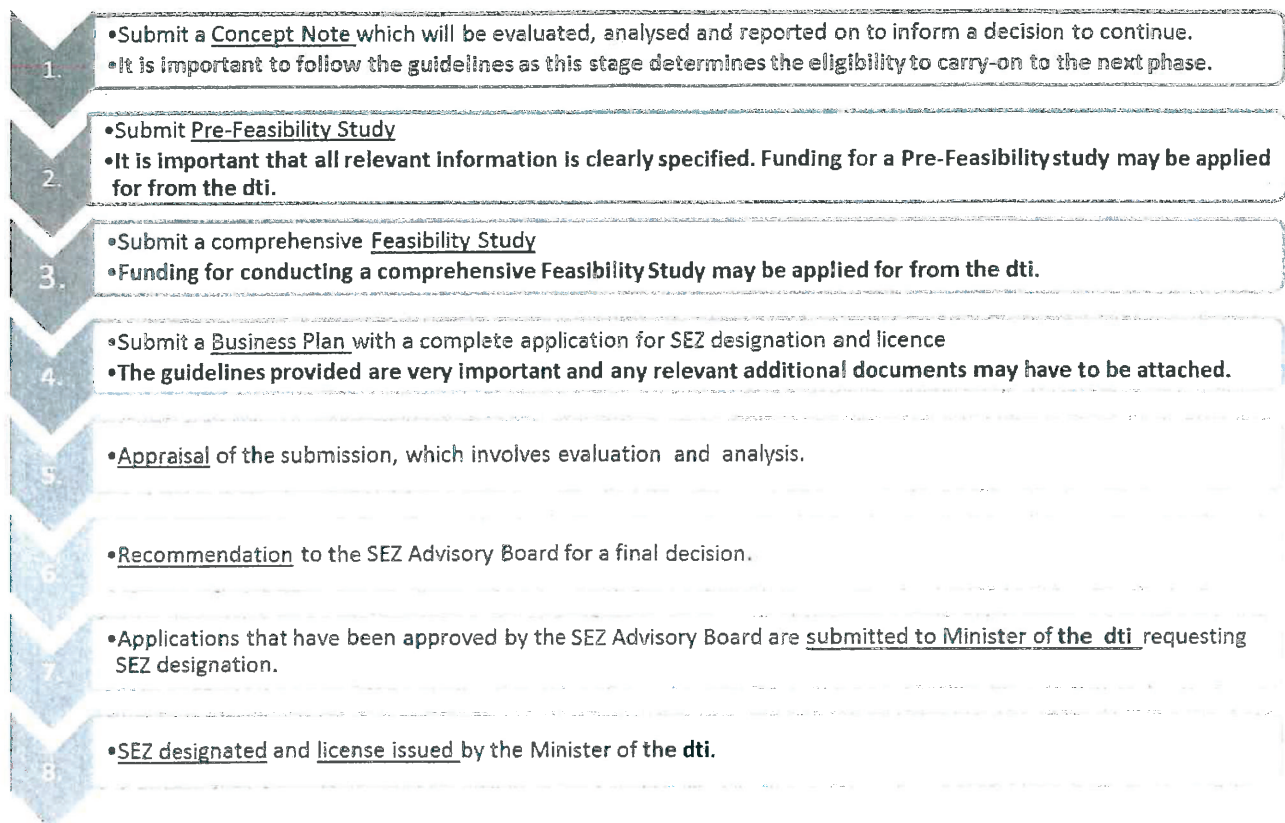 1.
•Submit a Concept Note which will be evaluated, analysed and reported on to inform a decision to continue.
•It is important to follow the guidelines as this stage determines the eligibility to carry-on to the next phase.
2.
•Submit Pre-Feasibility Study
•It is important that all relevant information is clearly specified. Funding for a Pre-Feasibility study may be applied
for from the dti.
3.
•Submit a comprehensive Feasibility Study
•Funding for conducting a comprehensive Feasibility Study may be applied for from the dti.
4.
•Submit a Business Plan with a complete application for SEZ designation and licence
•The guidelines provided are very important and any relevant additional documents may have to be attached.
5.
•Appraisal of the submission, which involves evaluation and analysis.
6.
•Recommendation to the SEZ Advisory Board for a final decision.
7.
•Applications that have been approved by the SEZ Advisory Board are submitted to Minister of the dti requesting
SEZ designation.
8.
•SEZ designated and license issued by the Minister of the dti.